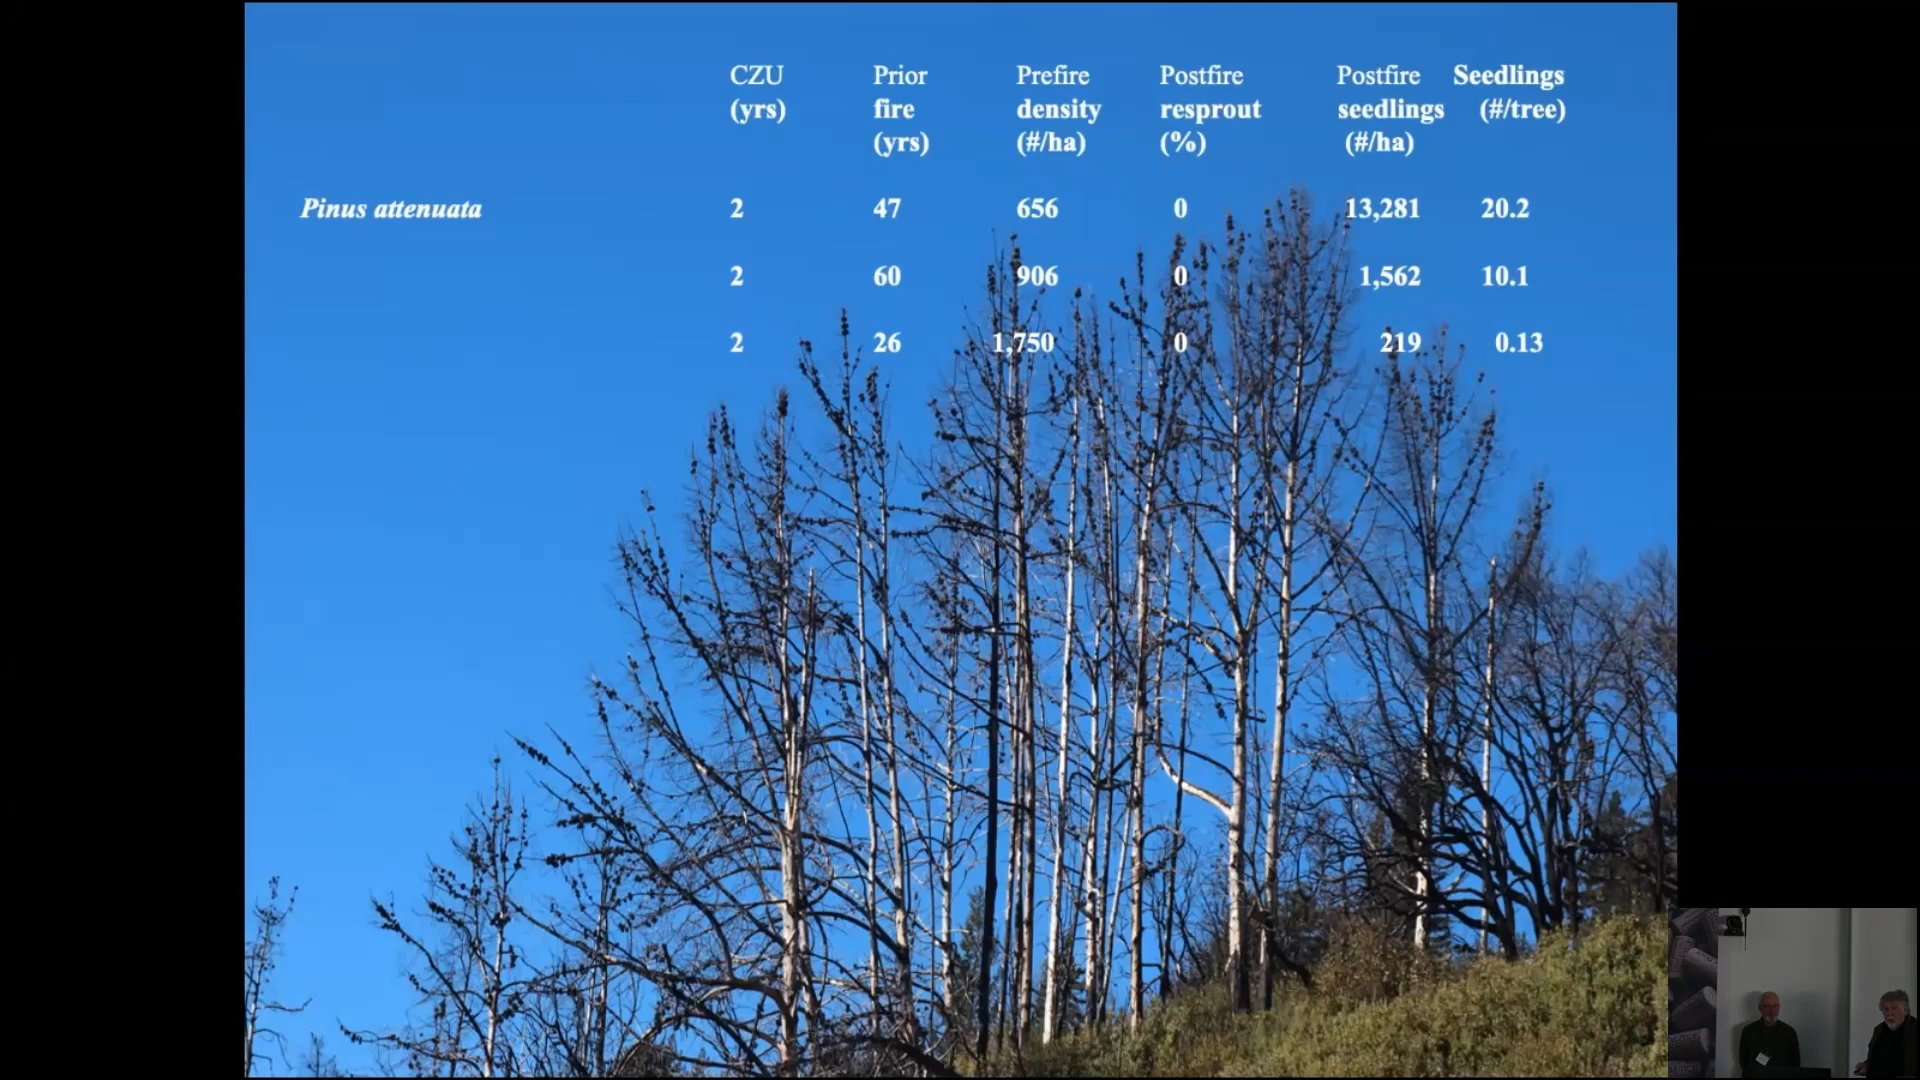 CZU Prior Prefire Postfire Postfire Seedlings
(yrs) fire density resprout seedlings (#/tree)
(yrs) (#/ha) (%) (#/ha)
Pinus attenuata 2 47 656 0 13,281 20.2
2 60 906 0 1,562 10.1
2 26 1,750 0 219 0.13